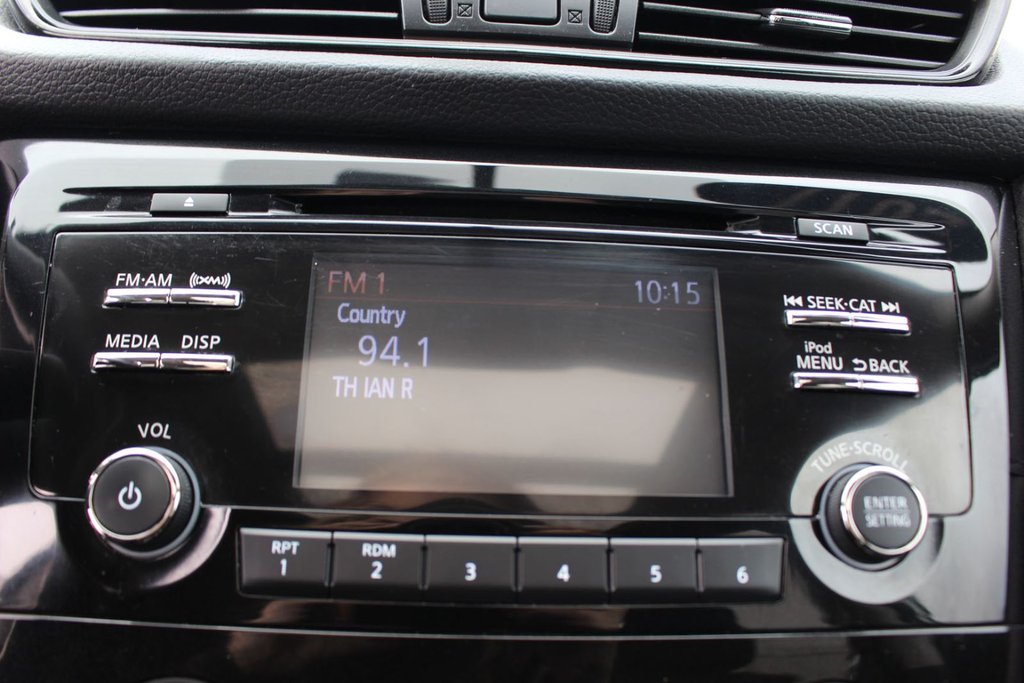 SCAN
FM·AM ((XM))
FM 1 10:15
SEEK·CAT
Country
MEDIA DISP
94.1
iPod
MENU BACK
TH IAN R
VOL
TUNE·SCROLL
ENTER
SETTING
RPT RDM
1 2 3 4 5 6